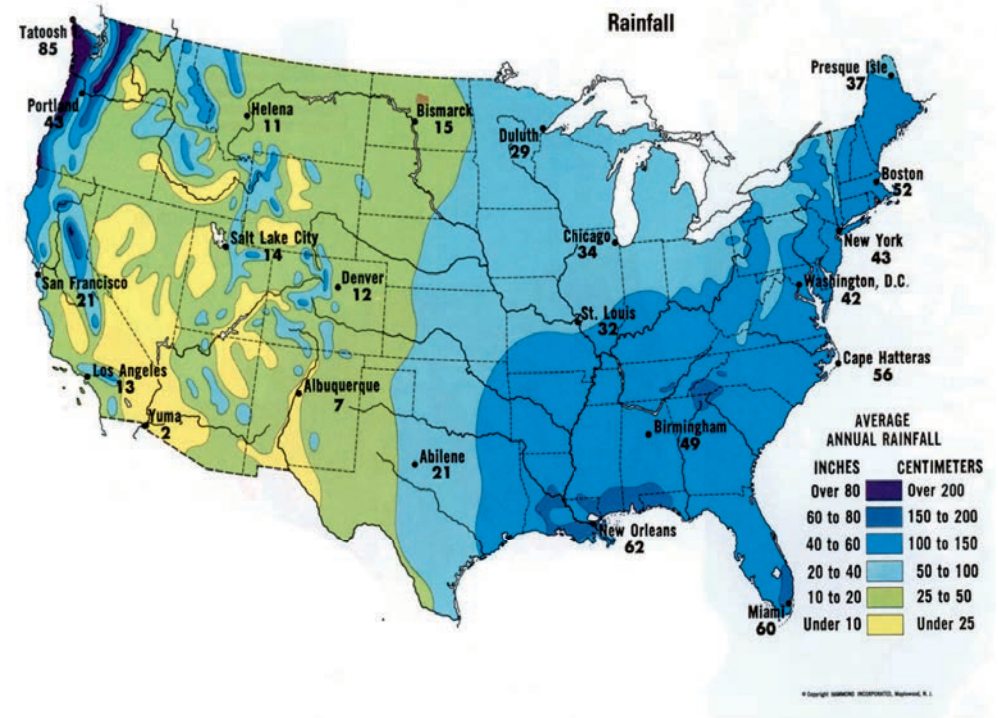 Rainfall
Tatoosh
85
Portland
43
Helena
11
Bismarck
15
Duluth
29
Presque Isle
37
Boston
52
New York
43
Washington, D.C.
42
Chicago
34
Salt Lake City
14
Denver
12
San Francisco
21
St. Louis
32
Cape Hatteras
56
Los Angeles
13
Albuquerque
7
Yuma
2
Birmingham
49
Abilene
21
New Orleans
62
Miami
60
AVERAGE
ANNUAL RAINFALL
INCHES CENTIMETERS
Over 80 Over 200
60 to 80 150 to 200
40 to 60 100 to 150
20 to 40 50 to 100
10 to 20 25 to 50
Under 10 Under 25
© Copyright HAMMOND INCORPORATED, Maplewood, N. J.